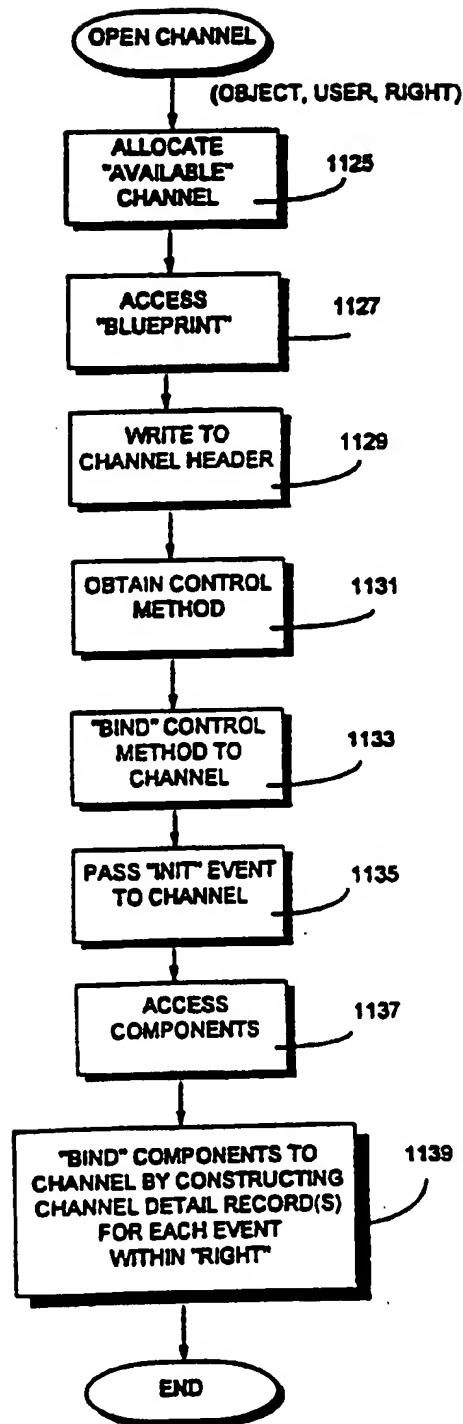 OPEN CHANNEL
(OBJECT, USER, RIGHT)
ALLOCATE
"AVAILABLE"
CHANNEL
1125
ACCESS
"BLUEPRINT"
1127
WRITE TO
CHANNEL HEADER
1129
OBTAIN CONTROL
METHOD
1131
"BIND" CONTROL
METHOD TO
CHANNEL
1133
PASS "INIT" EVENT
TO CHANNEL
1135
ACCESS
COMPONENTS
1137
"BIND" COMPONENTS TO
CHANNEL BY CONSTRUCTING
CHANNEL DETAIL RECORD(S)
FOR EACH EVENT
WITHIN "RIGHT"
1139
END